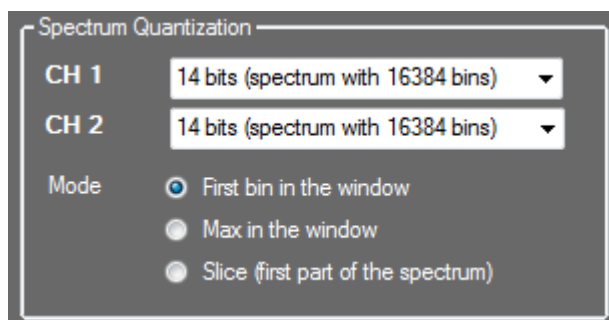 Spectrum Quantization
CH 1 14 bits (spectrum with 16384 bins)
CH 2 14 bits (spectrum with 16384 bins)
Mode First bin in the window
Max in the window
Slice (first part of the spectrum)